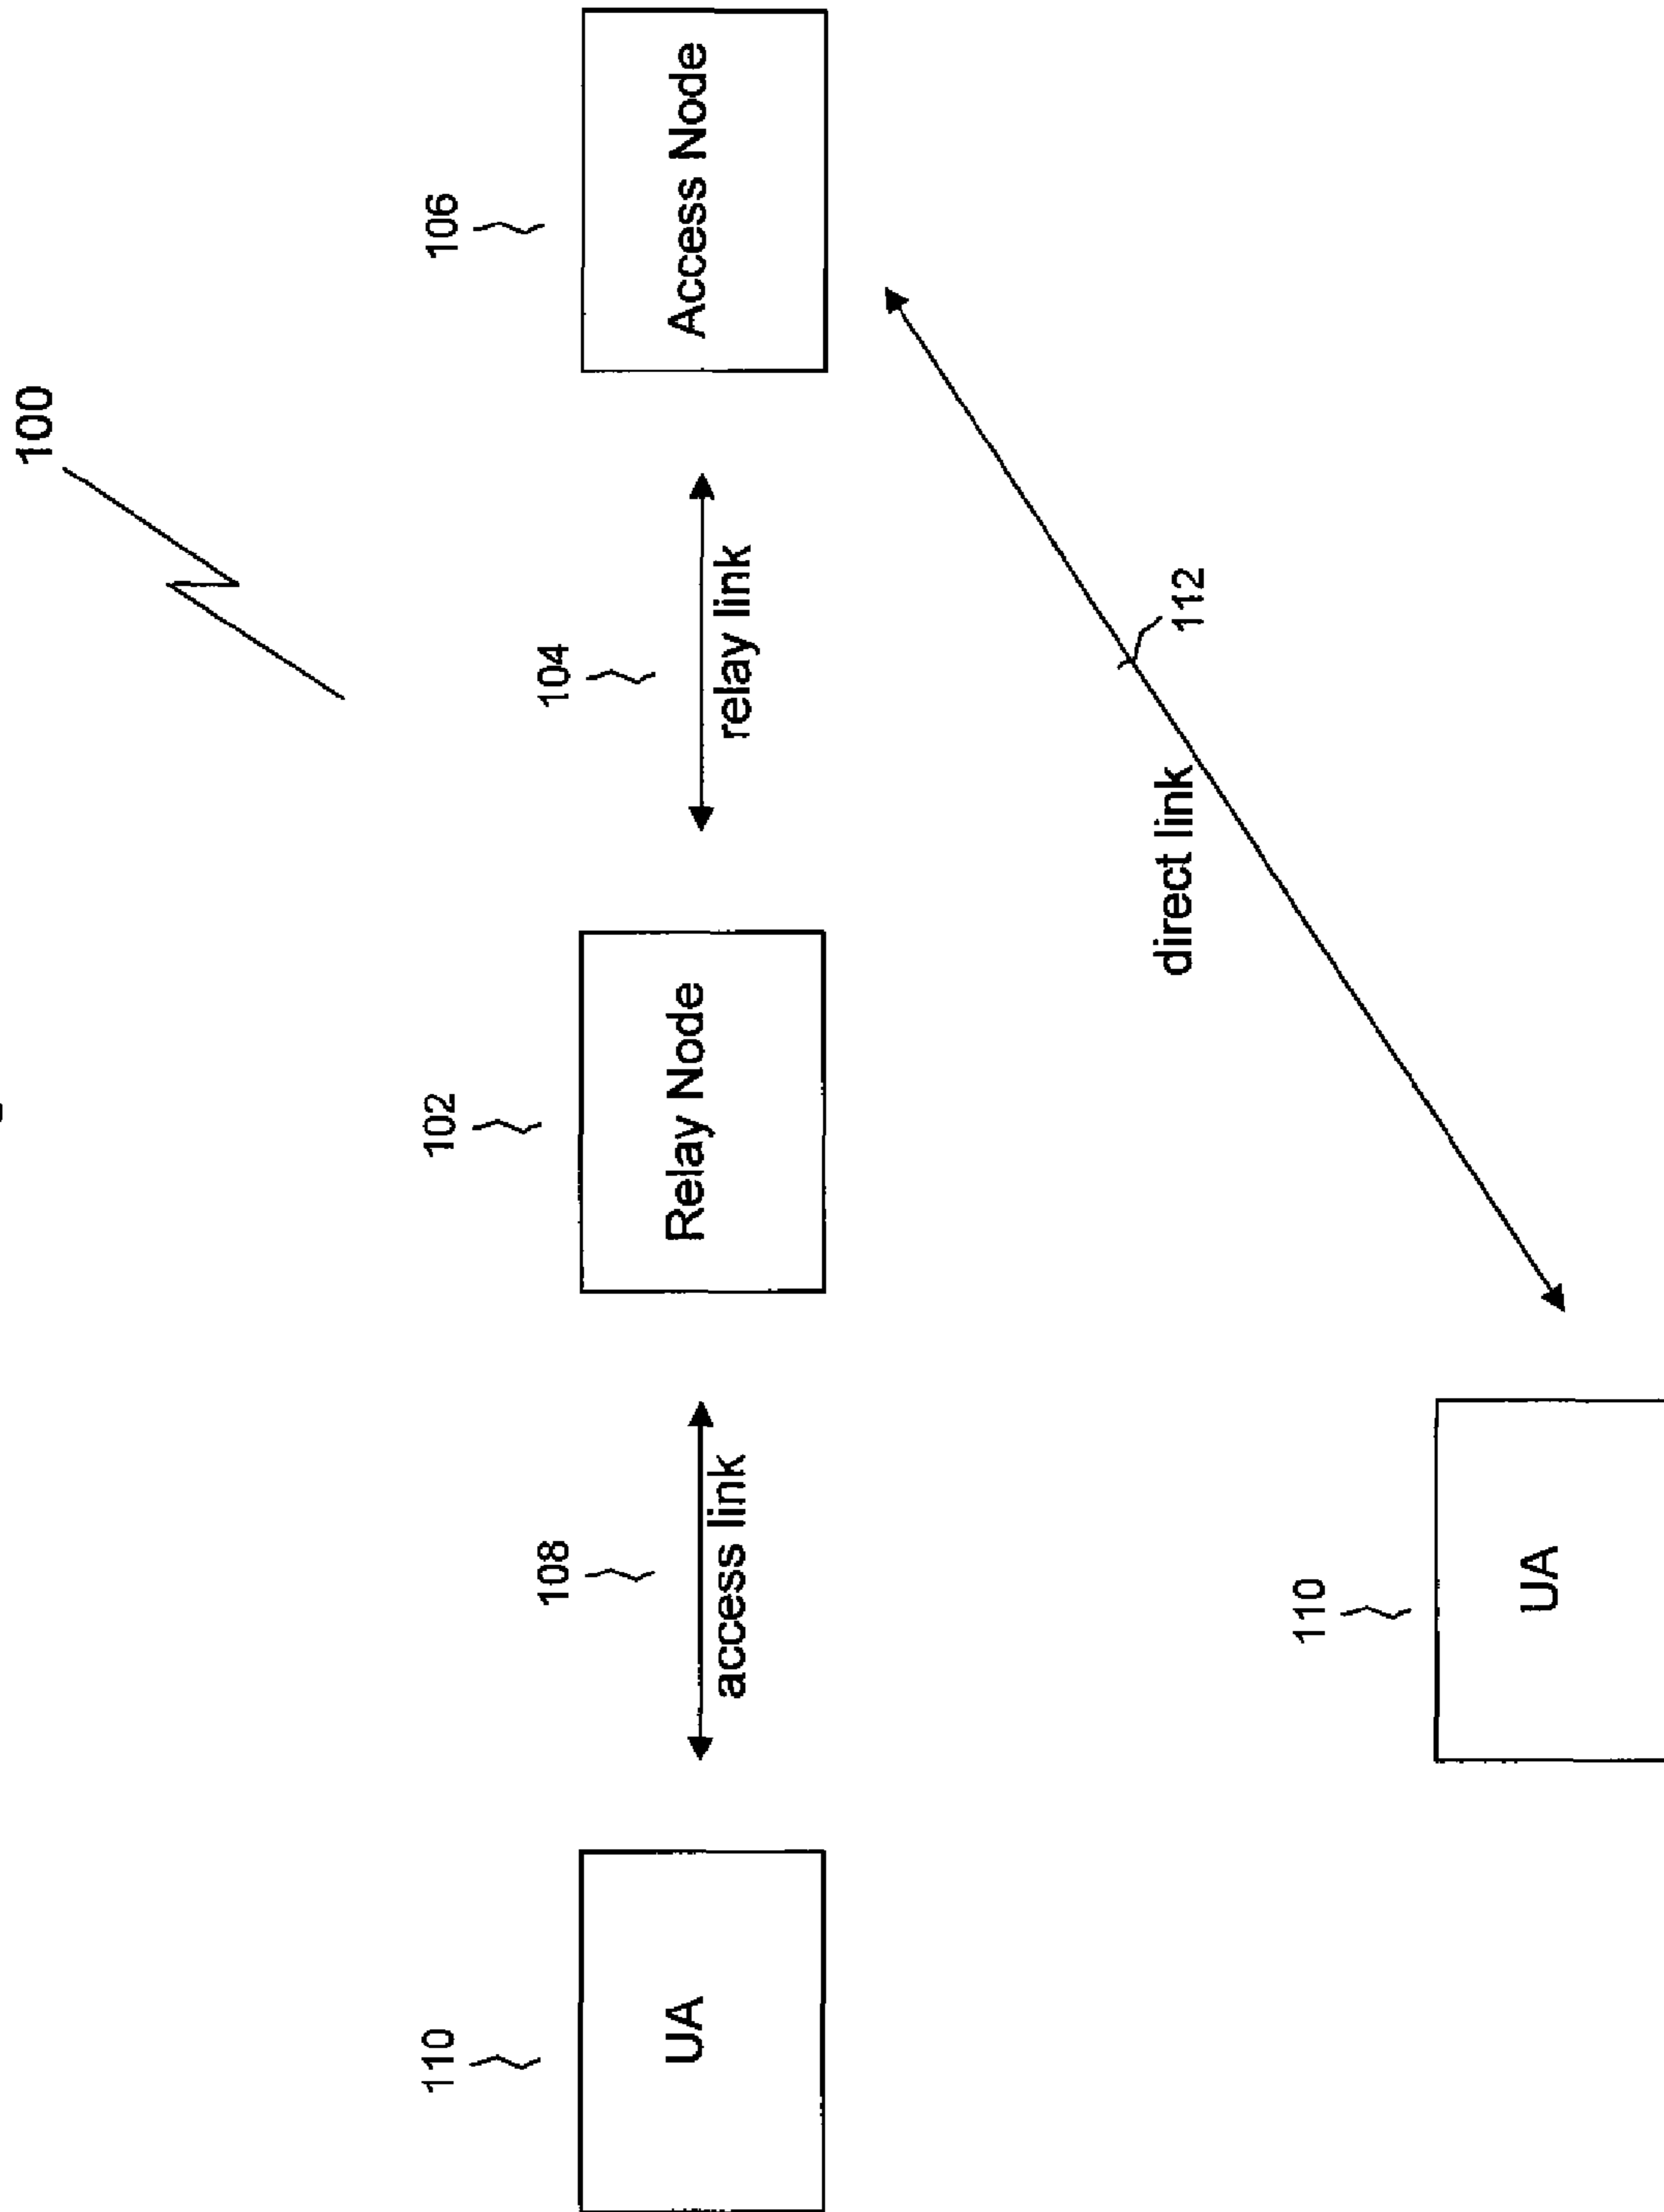 100
110
102
106
UA
Relay Node
Access Node
108
access link
104
relay link
direct link
112
110
UA